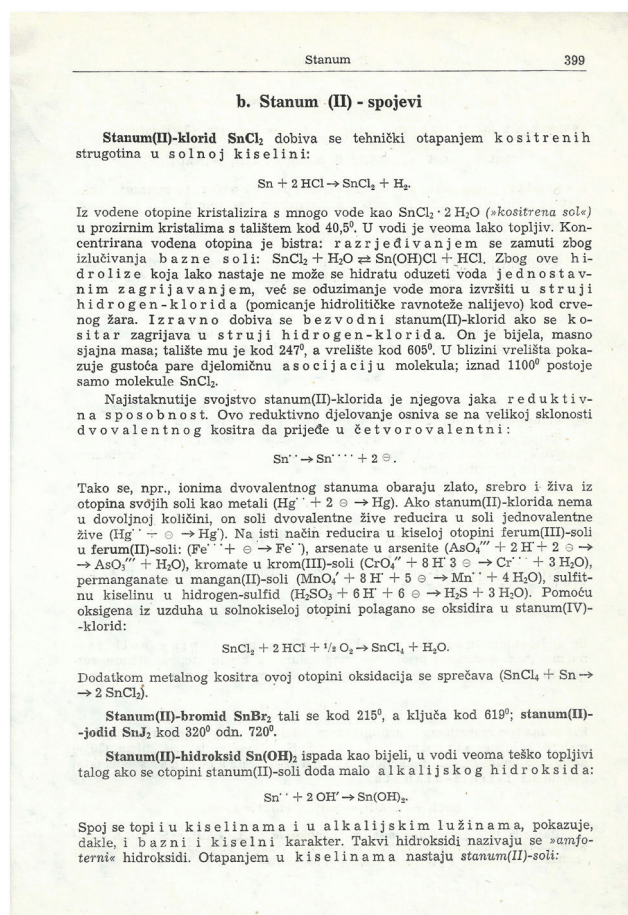 Stanum 399
b. Stanum (II) - spojevi
Stanum(II)-klorid SnCl₂ dobiva se tehnički otapanjem kositrenih
strugotina u solnoj kiselini:
Sn + 2 HCl → SnCl₂ + H₂.
Iz vodene otopine kristalizira s mnogo vode kao SnCl₂ · 2 H₂O (»kositrena sol«)
u prozirnim kristalima s talištem kod 40,5⁰. U vodi je veoma lako topljiv. Kon-
centrirana vodena otopina je bistra: razrjeđivanjem se zamuti zbog
izlučivanja bazne soli: SnCl₂ + H₂O ⇄ Sn(OH)Cl + HCl. Zbog ove hi-
drolize koja lako nastaje ne može se hidratu oduzeti voda jednostav-
nim zagrijavanjem, već se oduzimanje vode mora izvršiti u struji
hidrogen-klorida (pomicanje hidrolitičke ravnoteže nalijevo) kod crve-
nog žara. Izravno dobiva se bezvodni stanum(II)-klorid ako se ko-
sitar zagrijava u struji hidrogen-klorida. On je bijela, masno
sjajna masa; talište mu je kod 247⁰, a vrelište kod 605⁰. U blizini vrelišta poka-
zuje gustoća pare djelomičnu asocijaciju molekula; iznad 1100⁰ postoje
samo molekule SnCl₂.
Najistaknutije svojstvo stanum(II)-klorida je njegova jaka reduktiv-
na sposobnost. Ovo reduktivno djelovanje osniva se na velikoj sklonosti
dvovalentnog kositra da prijeđe u četvorovalentni:
Sn˙˙ → Sn˙˙˙˙ + 2 ⊖.
Tako se, npr., ionima dvovalentnog stanuma obaraju zlato, srebro i živa iz
otopina svojih soli kao metali (Hg˙˙ + 2 ⊖ → Hg). Ako stanum(II)-klorida nema
u dovoljnoj količini, on soli dvovalentne žive reducira u soli jednovalentne
žive (Hg˙˙ + ⊖ → Hg˙). Na isti način reducira u kiseloj otopini ferum(III)-soli
u ferum(II)-soli: (Fe˙˙˙ + ⊖ → Fe˙˙), arsenate u arsenite (AsO₄′′′ + 2 H˙ + 2 ⊖ →
→ AsO₃′′′ + H₂O), kromate u krom(III)-soli (CrO₄′′ + 8 H˙ 3 ⊖ → Cr˙˙˙ + 3 H₂O),
permanganate u mangan(II)-soli (MnO₄′ + 8 H˙ + 5 ⊖ → Mn˙˙ + 4 H₂O), sulfit-
nu kiselinu u hidrogen-sulfid (H₂SO₃ + 6 H˙ + 6 ⊖ → H₂S + 3 H₂O). Pomoću
oksigena iz uzduha u solnokiseloj otopini polagano se oksidira u stanum(IV)-
-klorid:
SnCl₂ + 2 HCl + ¹/₂ O₂ → SnCl₄ + H₂O.
Dodatkom metalnog kositra ovoj otopini oksidacija se sprečava (SnCl₄ + Sn →
→ 2 SnCl₂).
Stanum(II)-bromid SnBr₂ tali se kod 215⁰, a ključa kod 619⁰; stanum(II)-
-jodid SnJ₂ kod 320⁰ odn. 720⁰.
Stanum(II)-hidroksid Sn(OH)₂ ispada kao bijeli, u vodi veoma teško topljivi
talog ako se otopini stanum(II)-soli doda malo alkalijskog hidroksida:
Sn˙˙ + 2 OH′ → Sn(OH)₂.
Spoj se topi i u kiselinama i u alkalijskim lužinama, pokazuje,
dakle, i bazni i kiselni karakter. Takvi hidroksidi nazivaju se »amfo-
terni« hidroksidi. Otapanjem u kiselinama nastaju stanum(II)-soli: